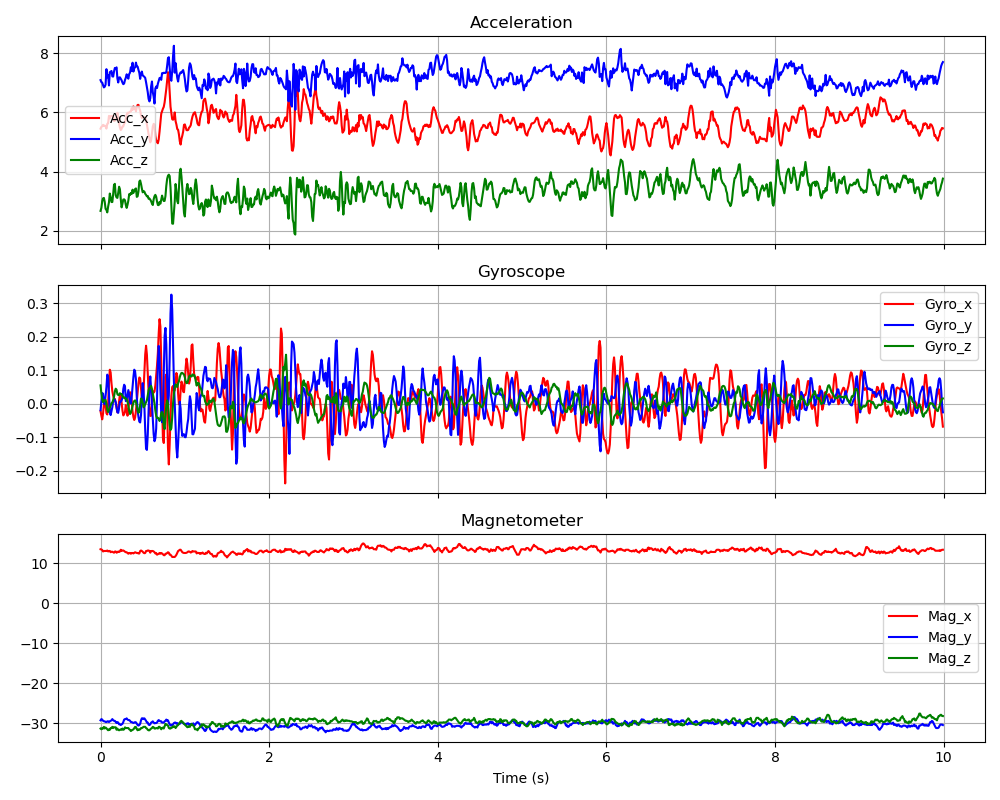 Acceleration
8
6
4
2
Acc_x
Acc_y
Acc_z
Gyroscope
0.3
0.2
0.1
0.0
−0.1
−0.2
Gyro_x
Gyro_y
Gyro_z
Magnetometer
10
0
−10
−20
−30
Mag_x
Mag_y
Mag_z
0 2 4 6 8 10
Time (s)